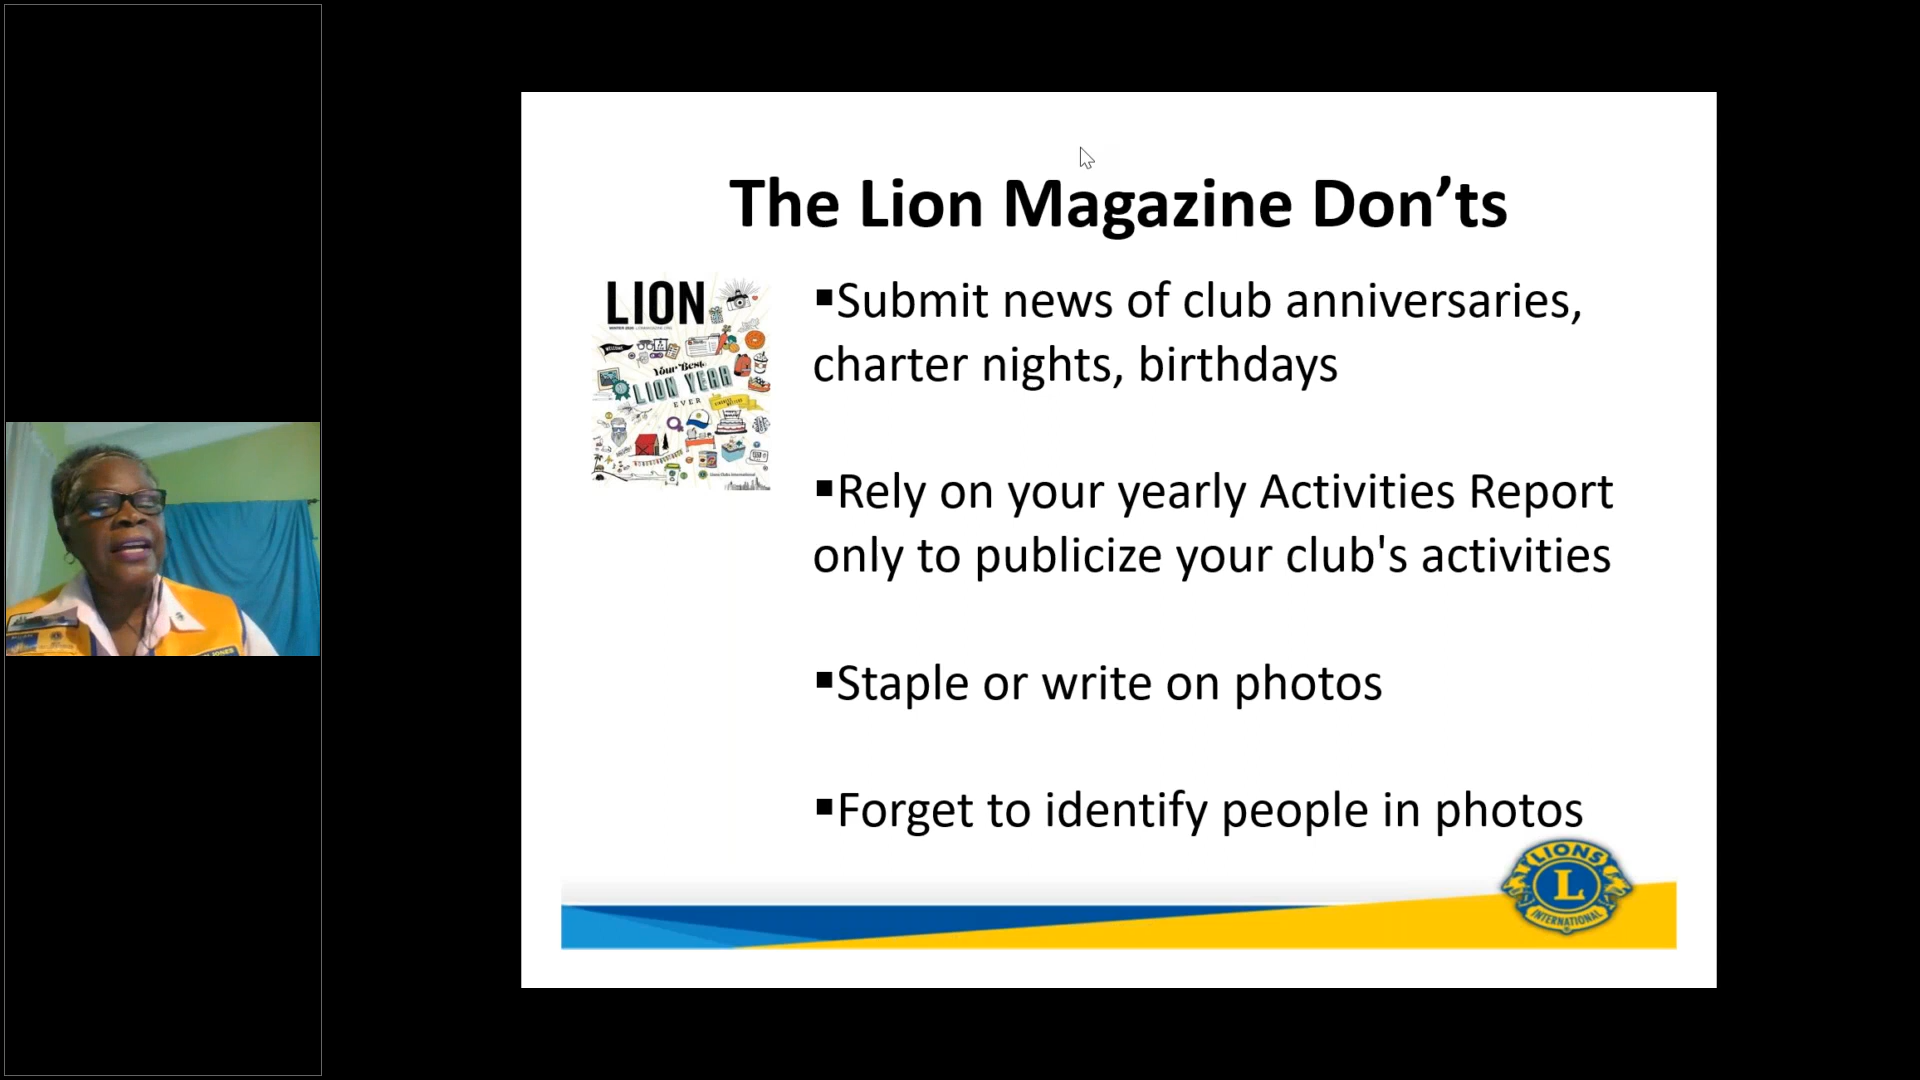 The Lion Magazine Don’ts
LION
Your Best
LION YEAR
EVER
▪Submit news of club anniversaries,
charter nights, birthdays
▪Rely on your yearly Activities Report
only to publicize your club's activities
▪Staple or write on photos
▪Forget to identify people in photos
LIONS
L
INTERNATIONAL
JONES